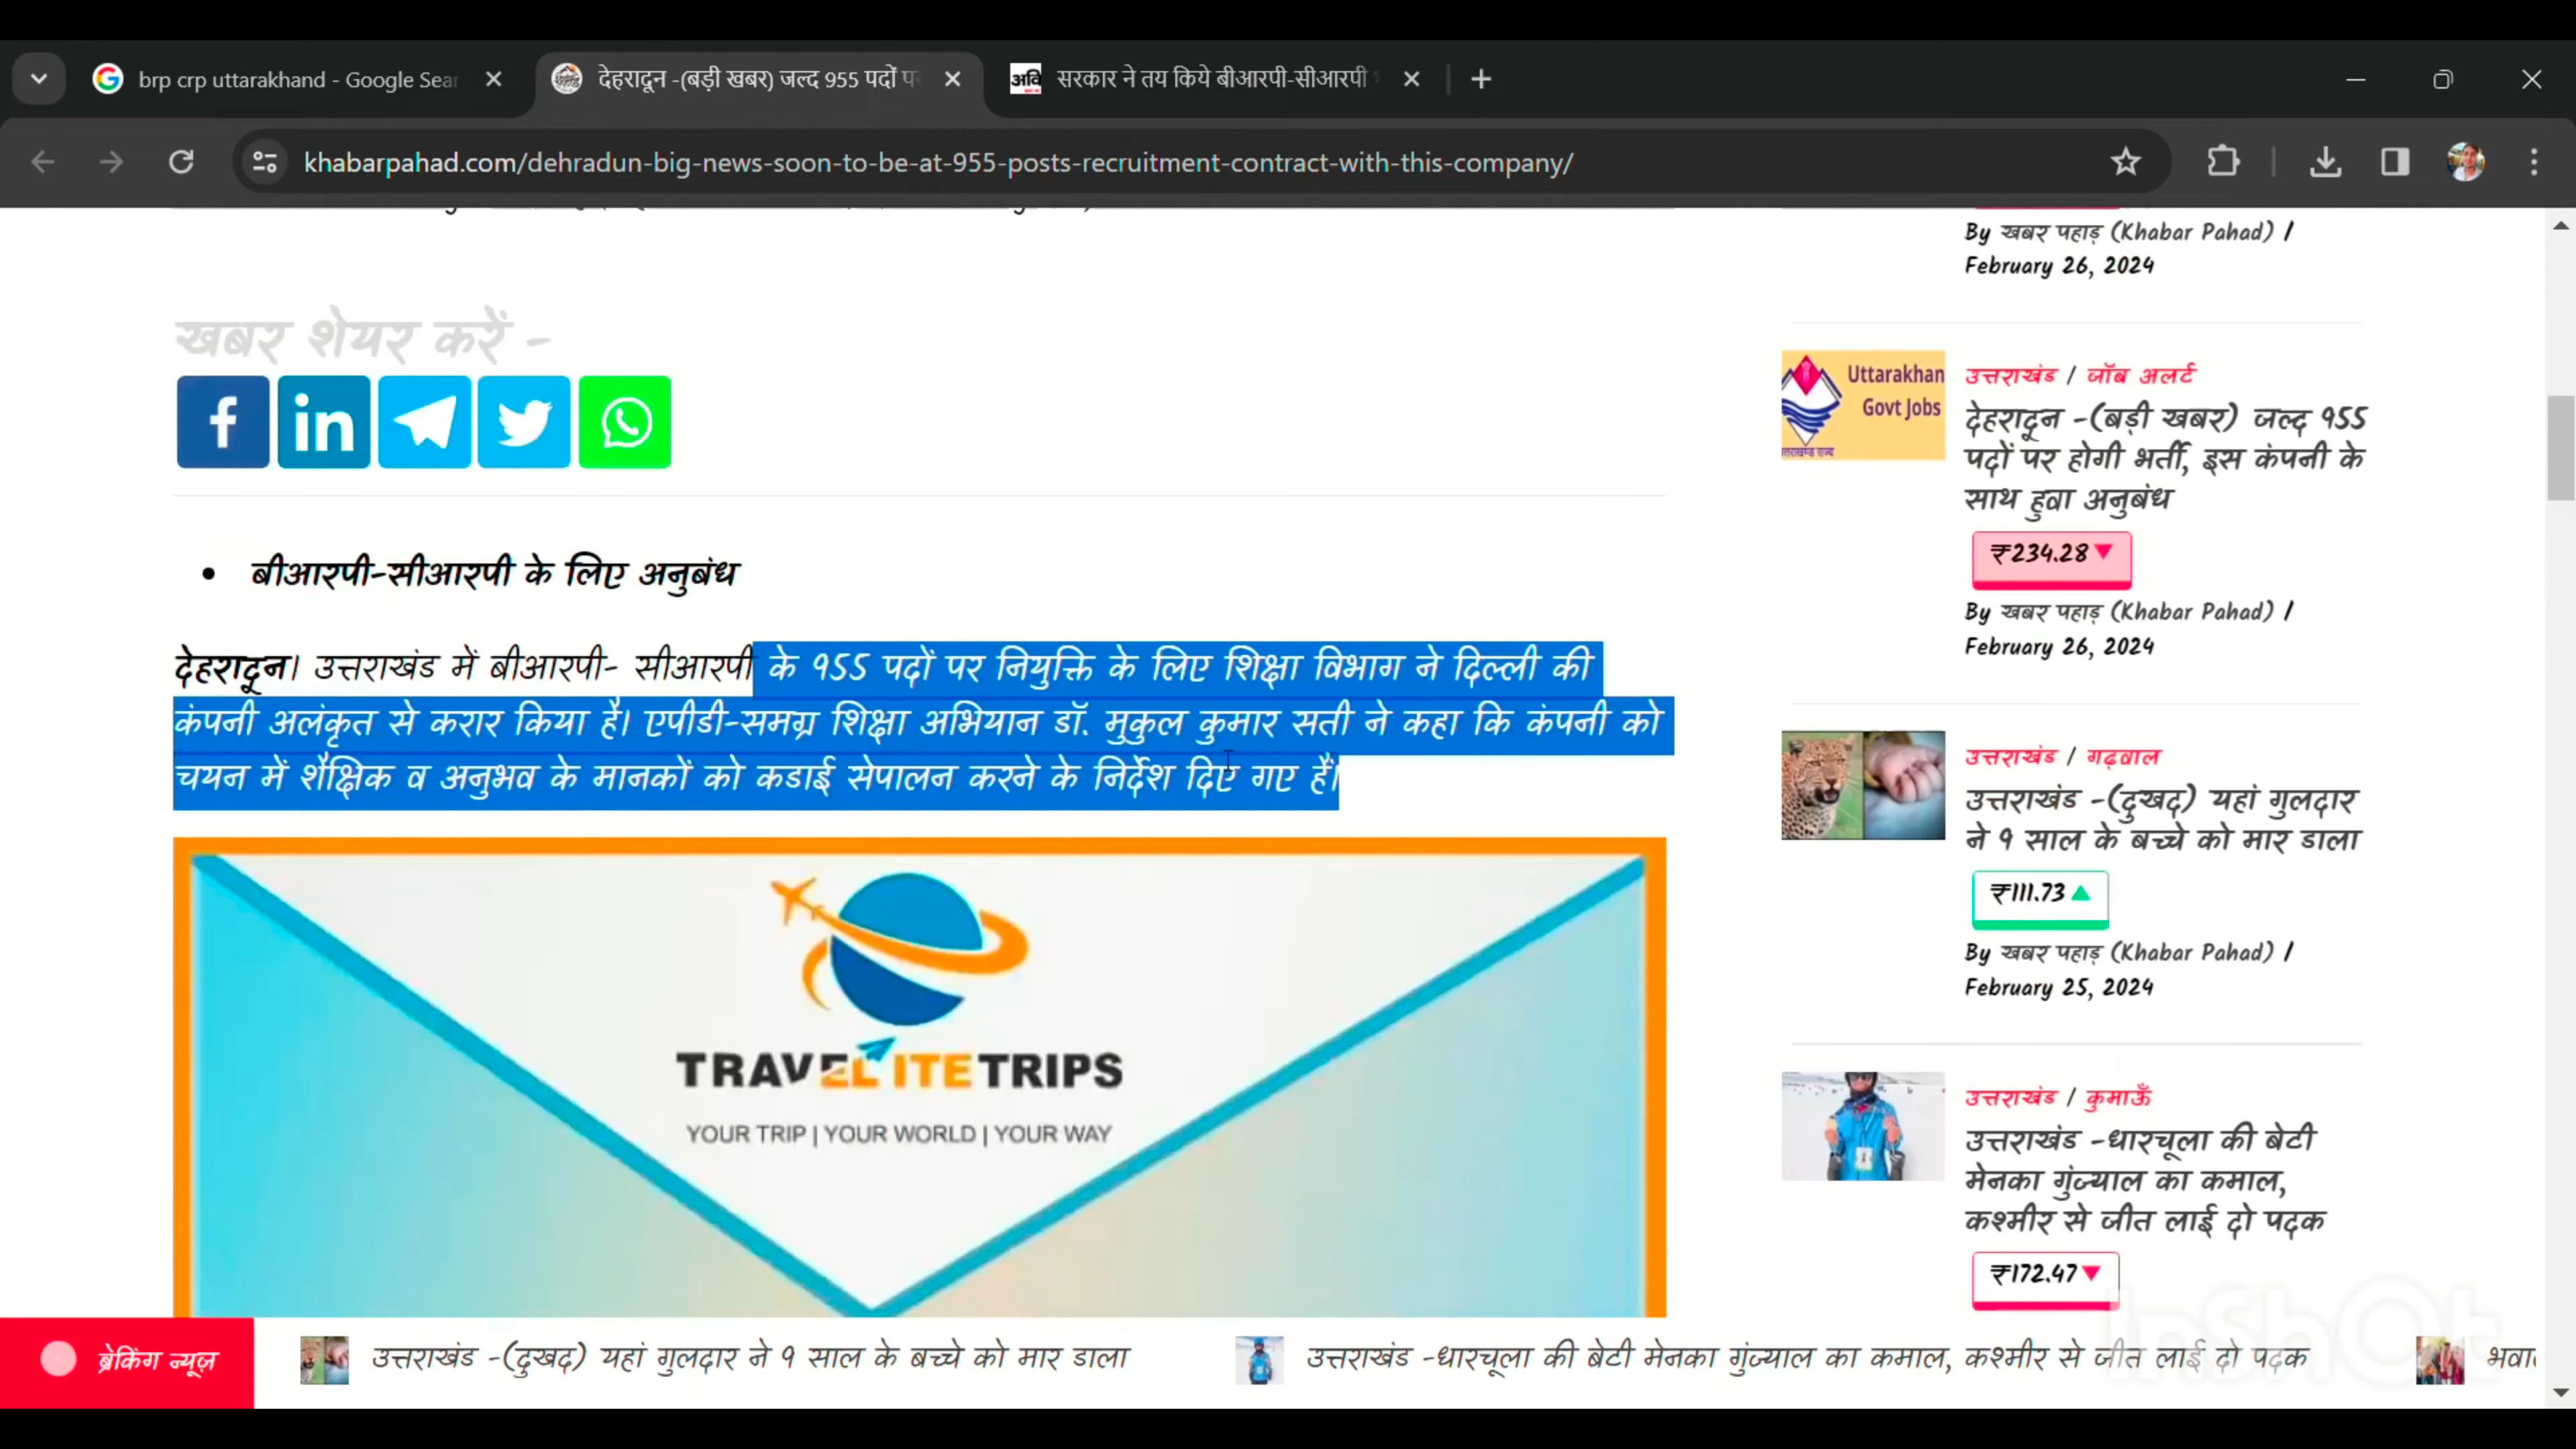 brp crp uttarakhand - Google Sear
देहरादून -(बड़ी खबर) जल्द 955 पदों प
अवि
सरकार ने तय किये बीआरपी-सीआरपी
khabarpahad.com/dehradun-big-news-soon-to-be-at-955-posts-recruitment-contract-with-this-company/
खबर शेयर करें -
बीआरपी-सीआरपी के लिए अनुबंध
देहरादून। उत्तराखंड में बीआरपी- सीआरपी के 955 पदों पर नियुक्ति के लिए शिक्षा विभाग ने दिल्ली की
कंपनी अलंकृत से करार किया है। एपीडी-समग्र शिक्षा अभियान डॉ. मुकुल कुमार सती ने कहा कि कंपनी को
चयन में शैक्षिक व अनुभव के मानकों को कडाई सेपालन करने के निर्देश दिए गए हैं।
TRAVELITETRIPS
YOUR TRIP | YOUR WORLD | YOUR WAY
By खबर पहाड़ (Khabar Pahad) /
February 26, 2024
Uttarakhan
Govt Jobs
उत्तराखंड / जॉब अलर्ट
देहरादून -(बड़ी खबर) जल्द 955
पदों पर होगी भर्ती, इस कंपनी के
साथ हुवा अनुबंध
₹234.28▼
By खबर पहाड़ (Khabar Pahad) /
February 26, 2024
उत्तराखंड / गढ़वाल
उत्तराखंड -(दुखद) यहां गुलदार
ने 9 साल के बच्चे को मार डाला
₹111.73▲
By खबर पहाड़ (Khabar Pahad) /
February 25, 2024
उत्तराखंड / कुमाऊँ
उत्तराखंड -धारचूला की बेटी
मेनका गुंज्याल का कमाल,
कश्मीर से जीत लाई दो पदक
₹172.47▼
InShOt
ब्रेकिंग न्यूज़
उत्तराखंड -(दुखद) यहां गुलदार ने 9 साल के बच्चे को मार डाला
उत्तराखंड -धारचूला की बेटी मेनका गुंज्याल का कमाल, कश्मीर से जीत लाई दो पदक